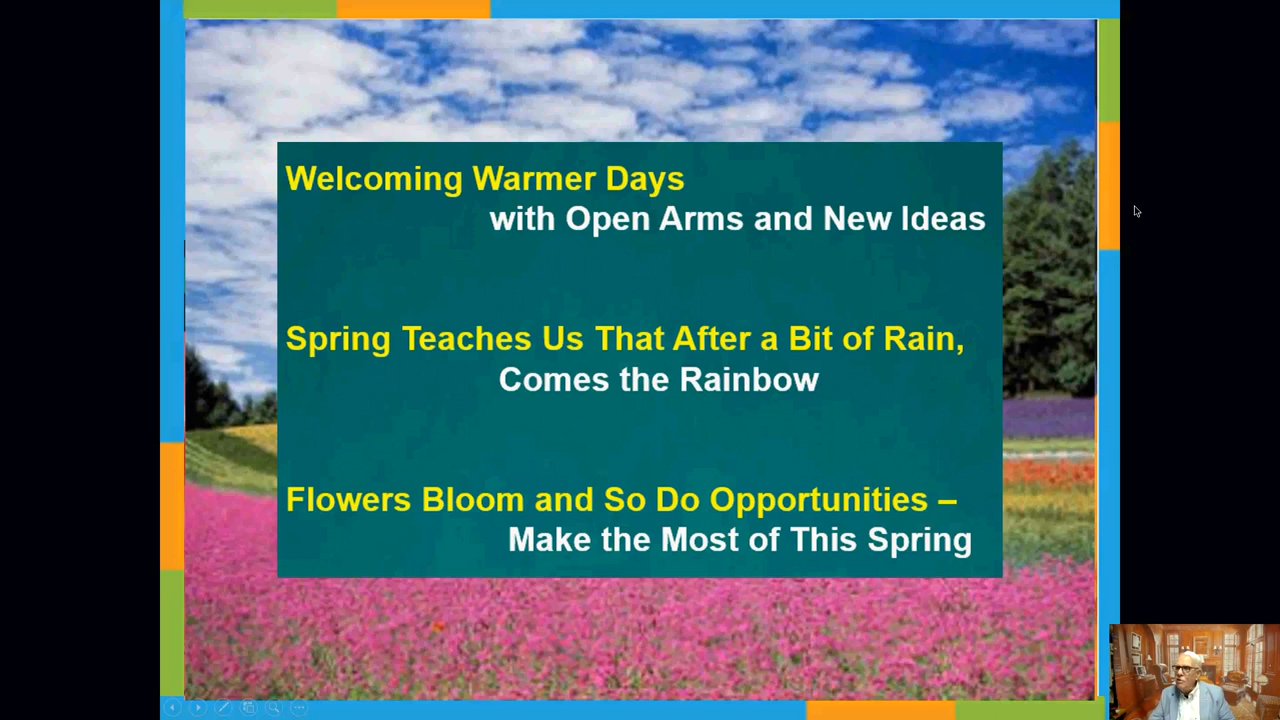 Welcoming Warmer Days
with Open Arms and New Ideas
Spring Teaches Us That After a Bit of Rain,
Comes the Rainbow
Flowers Bloom and So Do Opportunities –
Make the Most of This Spring